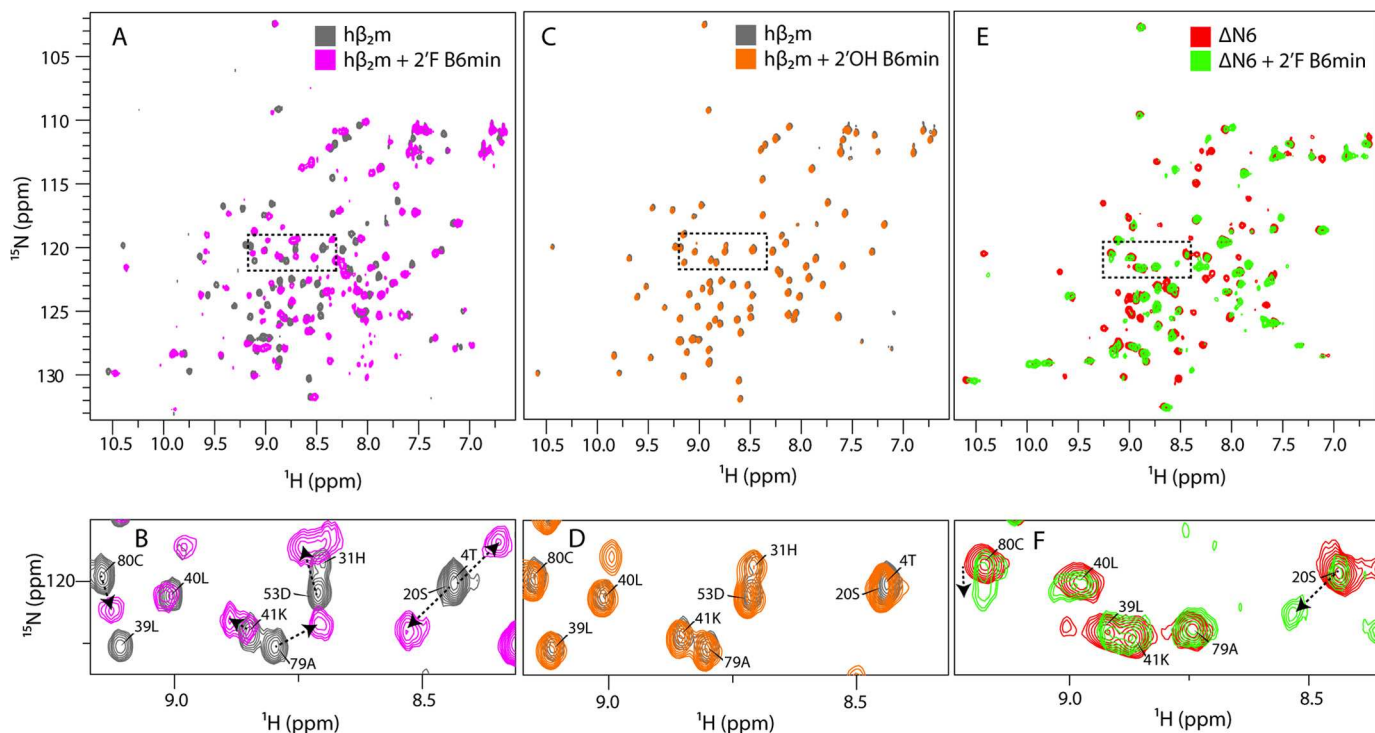 A
hβ₂m
hβ₂m + 2'F B6min
C
hβ₂m
hβ₂m + 2'OH B6min
E
ΔN6
ΔN6 + 2'F B6min
105
110
115
120
125
130
¹⁵N (ppm)
10.5 10.0 9.5 9.0 8.5 8.0 7.5 7.0
¹H (ppm)
10.5 10.0 9.5 9.0 8.5 8.0 7.5 7.0
¹H (ppm)
10.5 10.0 9.5 9.0 8.5 8.0 7.5 7.0
¹H (ppm)
B
80C
40L
31H
4T
53D
20S
41K
39L
79A
120
¹⁵N (ppm)
9.0 8.5
¹H (ppm)
D
80C
40L
31H
4T
53D
20S
41K
39L
79A
9.0 8.5
¹H (ppm)
F
80C
40L
20S
39L
41K
79A
9.0 8.5
¹H (ppm)